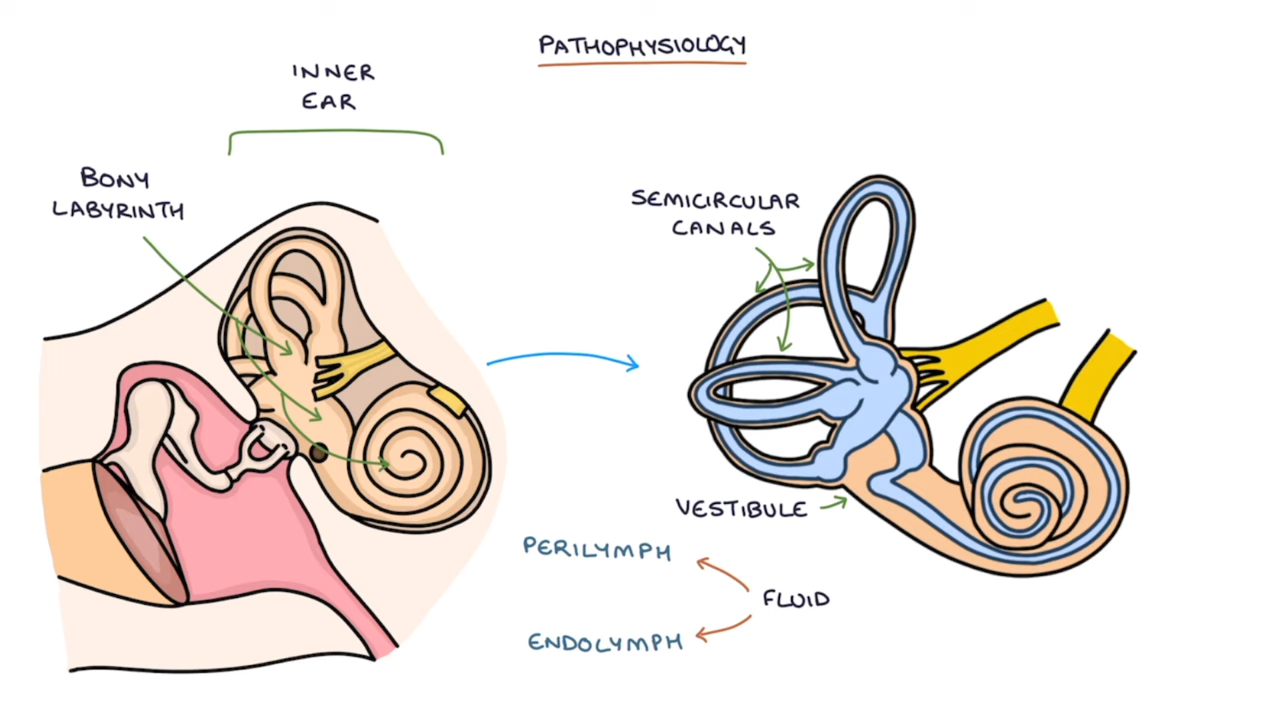 PATHOPHYSIOLOGY
INNER
EAR
BONY
LABYRINTH
SEMICIRCULAR
CANALS
VESTIBULE
PERILYMPH
FLUID
ENDOLYMPH